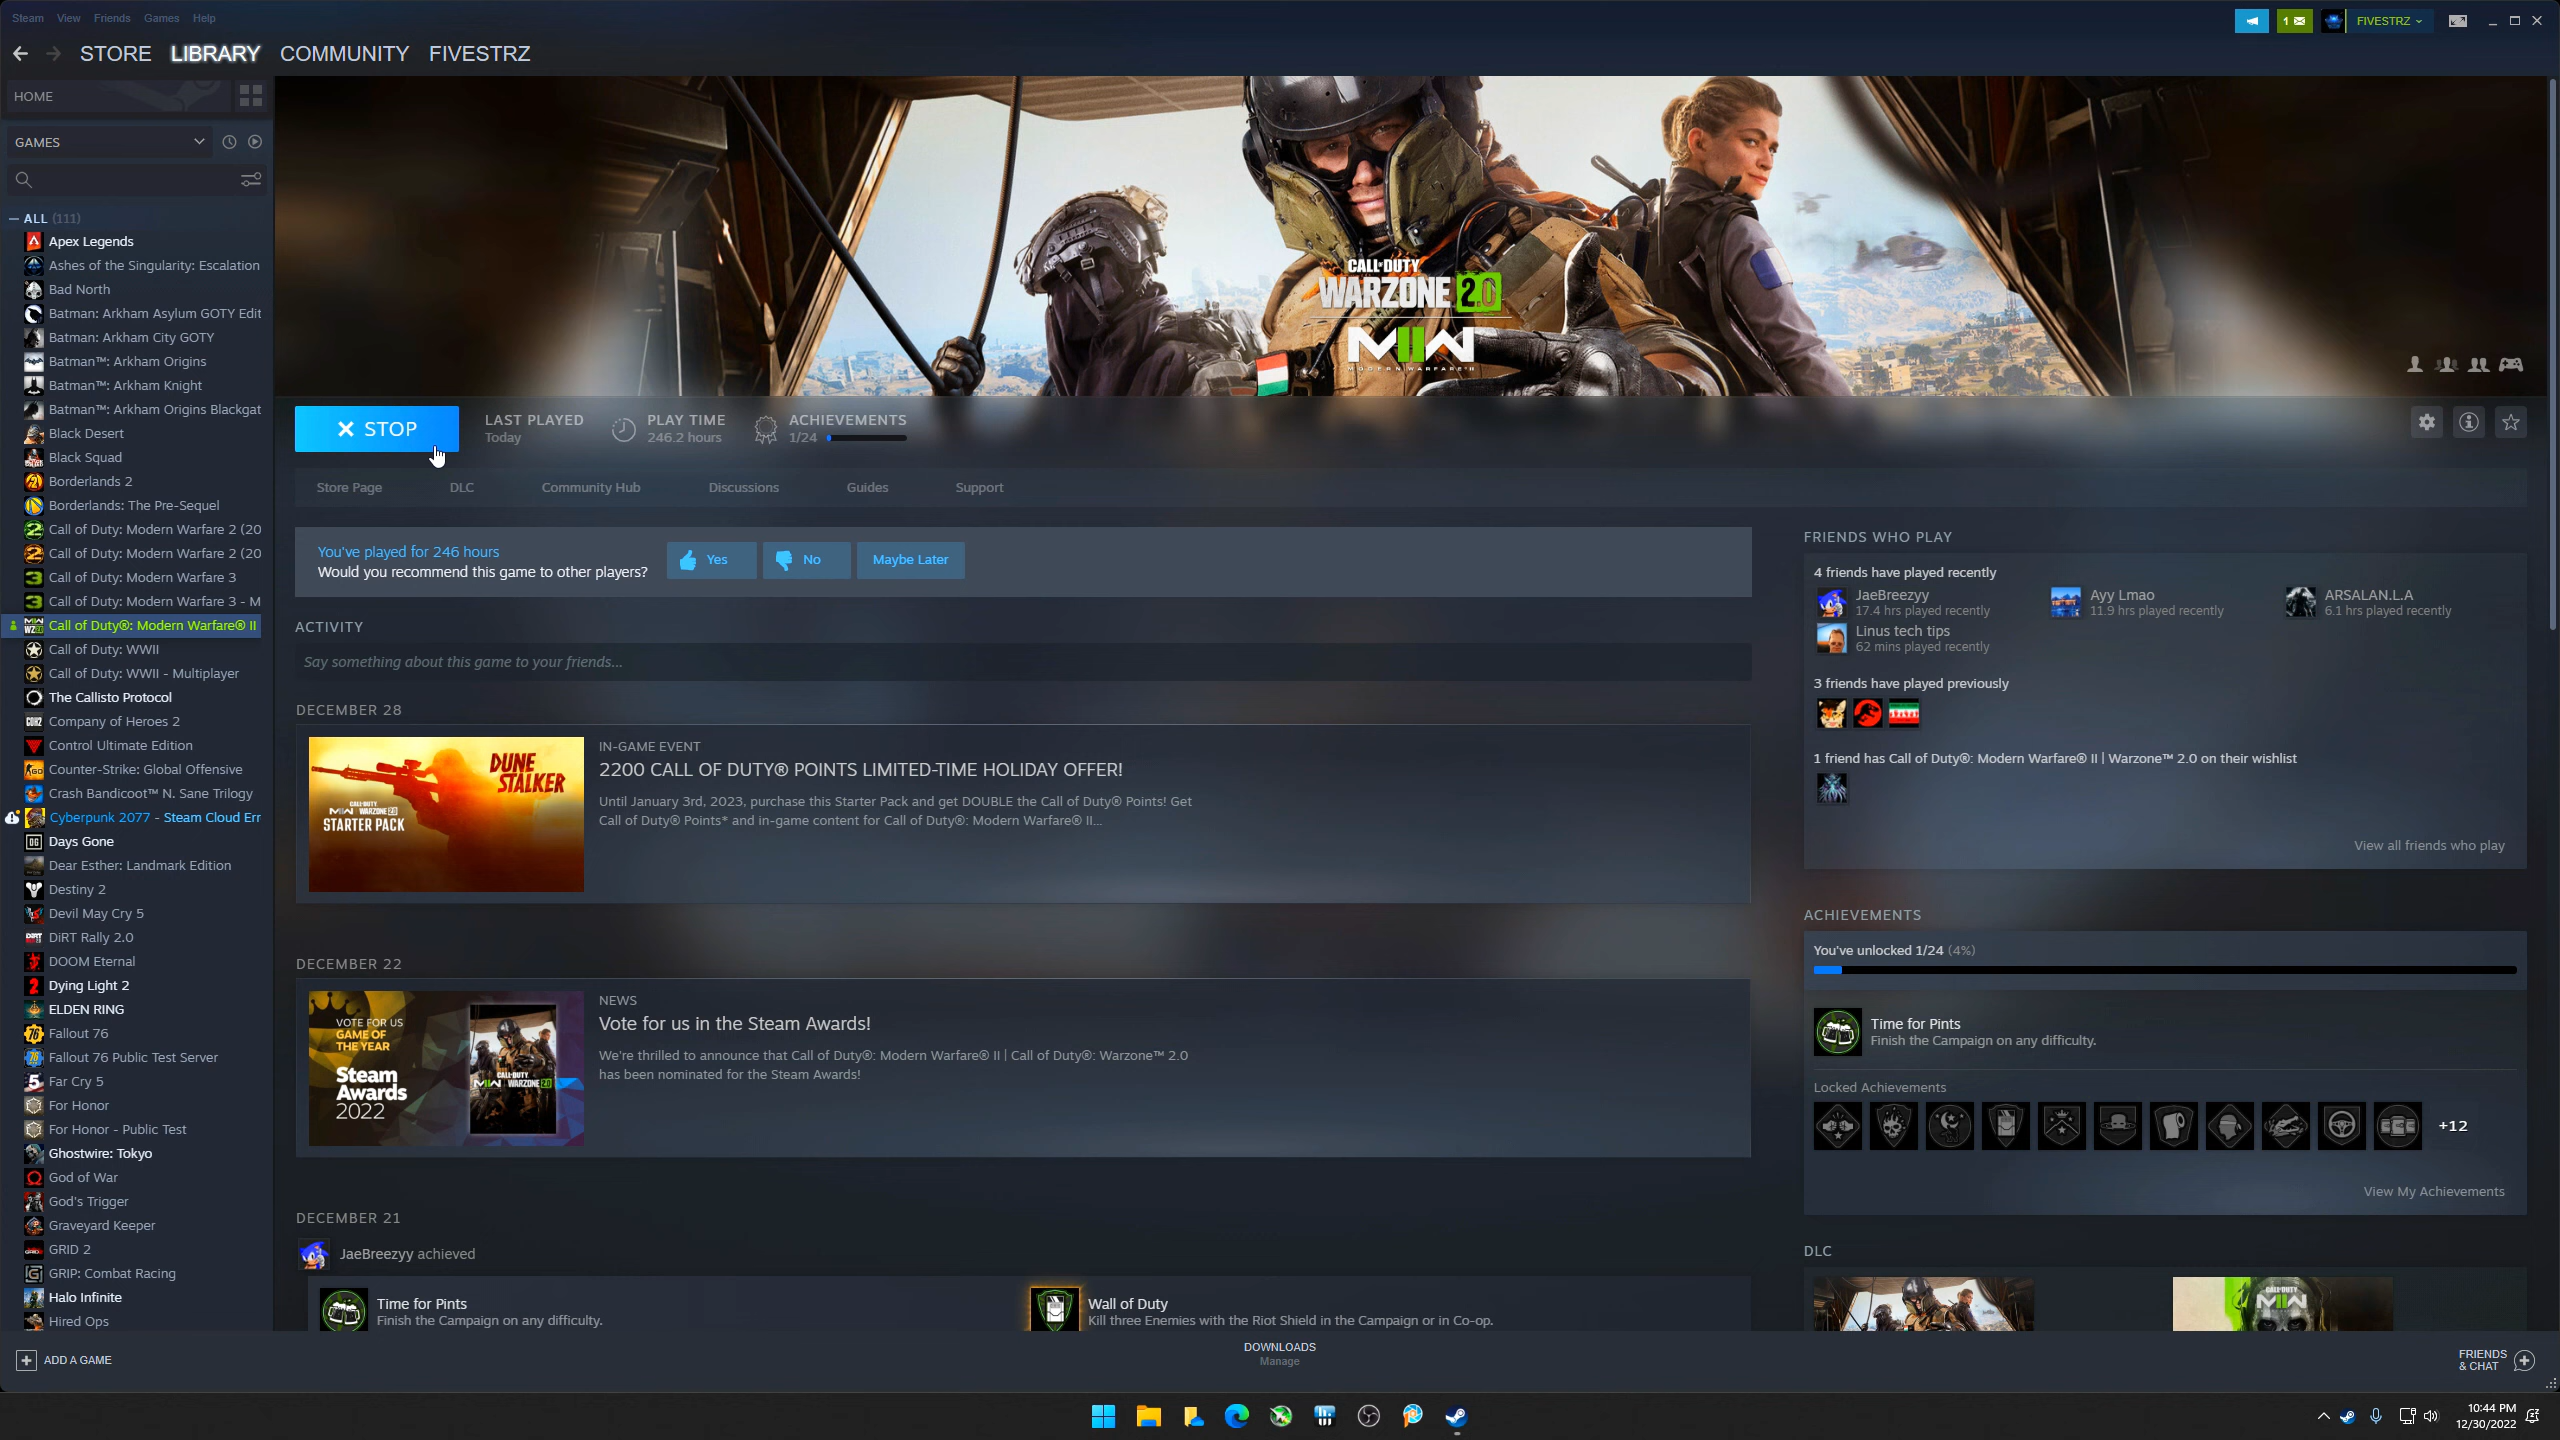 Steam View Friends Games Help
1
FIVESTRZ
STORE LIBRARY COMMUNITY FIVESTRZ
HOME
GAMES
ALL (111)
Apex Legends
Ashes of the Singularity: Escalation
Bad North
Batman: Arkham Asylum GOTY Edit
Batman: Arkham City GOTY
Batman™: Arkham Origins
Batman™: Arkham Knight
Batman™: Arkham Origins Blackgat
Black Desert
Black Squad
Borderlands 2
Borderlands: The Pre-Sequel
Call of Duty: Modern Warfare 2 (20
Call of Duty: Modern Warfare 2 (20
Call of Duty: Modern Warfare 3
Call of Duty: Modern Warfare 3 - M
Call of Duty®: Modern Warfare® II
Call of Duty: WWII
Call of Duty: WWII - Multiplayer
The Callisto Protocol
Company of Heroes 2
Control Ultimate Edition
Counter-Strike: Global Offensive
Crash Bandicoot™ N. Sane Trilogy
Cyberpunk 2077 - Steam Cloud Err
Days Gone
Dear Esther: Landmark Edition
Destiny 2
Devil May Cry 5
DiRT Rally 2.0
DOOM Eternal
Dying Light 2
ELDEN RING
Fallout 76
Fallout 76 Public Test Server
Far Cry 5
For Honor
For Honor - Public Test
Ghostwire: Tokyo
God of War
God's Trigger
Graveyard Keeper
GRID 2
GRIP: Combat Racing
Halo Infinite
Hired Ops
ADD A GAME
CALL OF DUTY
WARZONE 2.0
MWII
MODERN WARFARE II
STOP
LAST PLAYED
Today
PLAY TIME
246.2 hours
ACHIEVEMENTS
1/24
Store Page DLC Community Hub Discussions Guides Support
You've played for 246 hours
Would you recommend this game to other players?
Yes
No
Maybe Later
ACTIVITY
Say something about this game to your friends...
DECEMBER 28
DUNE
STALKER
CALL OF DUTY
MWII WARZONE 2.0
STARTER PACK
IN-GAME EVENT
2200 CALL OF DUTY® POINTS LIMITED-TIME HOLIDAY OFFER!
Until January 3rd, 2023, purchase this Starter Pack and get DOUBLE the Call of Duty® Points! Get
Call of Duty® Points* and in-game content for Call of Duty®: Modern Warfare® II...
DECEMBER 22
VOTE FOR US
GAME OF
THE YEAR
Steam
Awards
2022
CALL OF DUTY
MWII WARZONE 2.0
NEWS
Vote for us in the Steam Awards!
We're thrilled to announce that Call of Duty®: Modern Warfare® II | Call of Duty®: Warzone™ 2.0
has been nominated for the Steam Awards!
DECEMBER 21
JaeBreezyy achieved
Time for Pints
Finish the Campaign on any difficulty.
Wall of Duty
Kill three Enemies with the Riot Shield in the Campaign or in Co-op.
FRIENDS WHO PLAY
4 friends have played recently
JaeBreezyy
17.4 hrs played recently
Ayy Lmao
11.9 hrs played recently
ARSALAN.L.A
6.1 hrs played recently
Linus tech tips
62 mins played recently
3 friends have played previously
1 friend has Call of Duty®: Modern Warfare® II | Warzone™ 2.0 on their wishlist
View all friends who play
ACHIEVEMENTS
You've unlocked 1/24 (4%)
Time for Pints
Finish the Campaign on any difficulty.
Locked Achievements
+12
View My Achievements
DLC
MWII
DOWNLOADS
Manage
FRIENDS
& CHAT
10:44 PM
12/30/2022